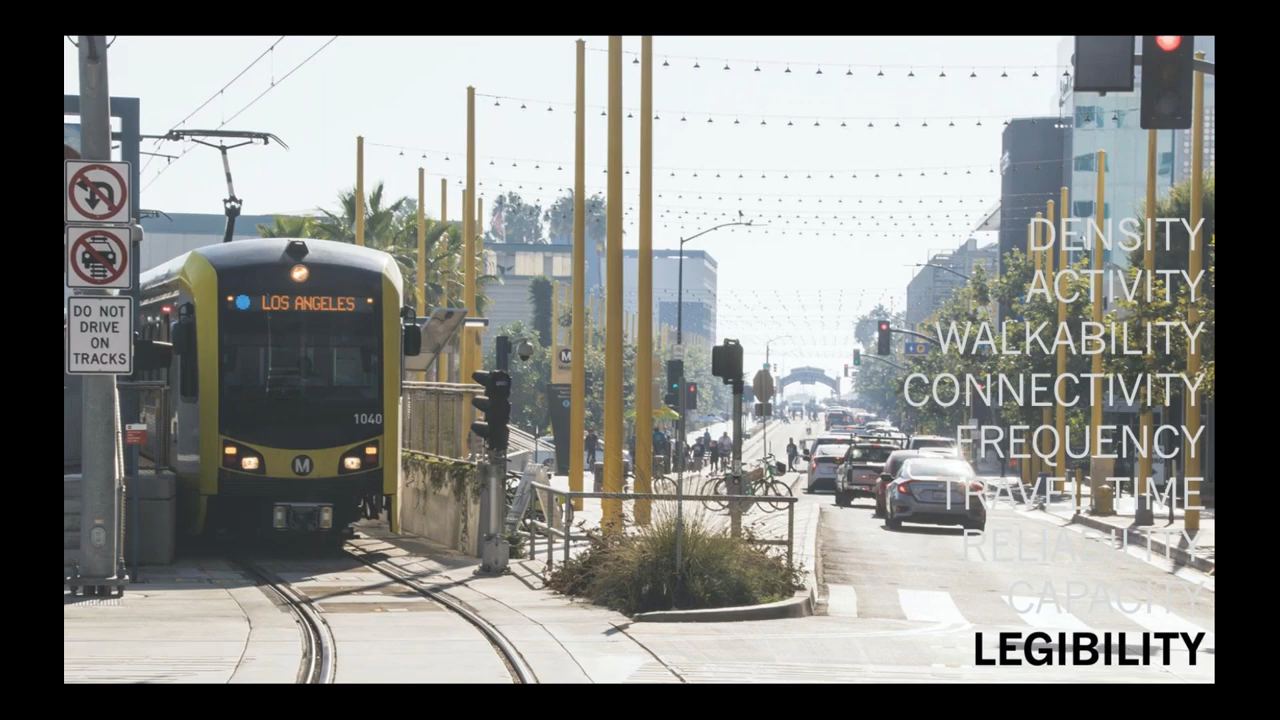 DO NOT
DRIVE
ON
TRACKS
LOS ANGELES
1040
M
M
DENSITY
ACTIVITY
WALKABILITY
CONNECTIVITY
FREQUENCY
TRAVEL TIME
RELIABILITY
CAPACITY
LEGIBILITY